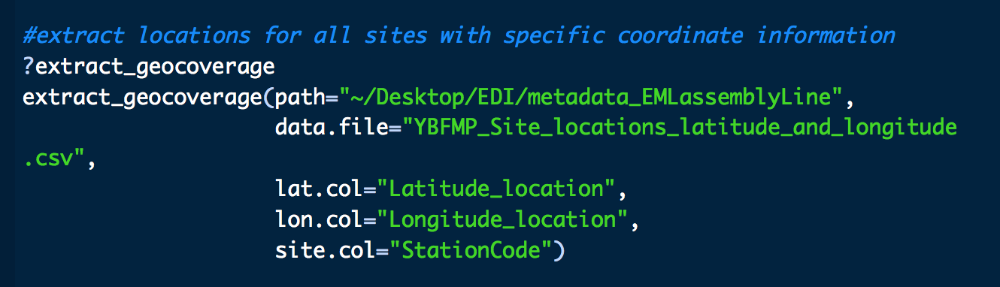 #extract locations for all sites with specific coordinate information
?extract_geocoverage
extract_geocoverage(path="~/Desktop/EDI/metadata_EMLassemblyLine",
data.file="YBFMP_Site_locations_latitude_and_longitude
.csv",
lat.col="Latitude_location",
lon.col="Longitude_location",
site.col="StationCode")